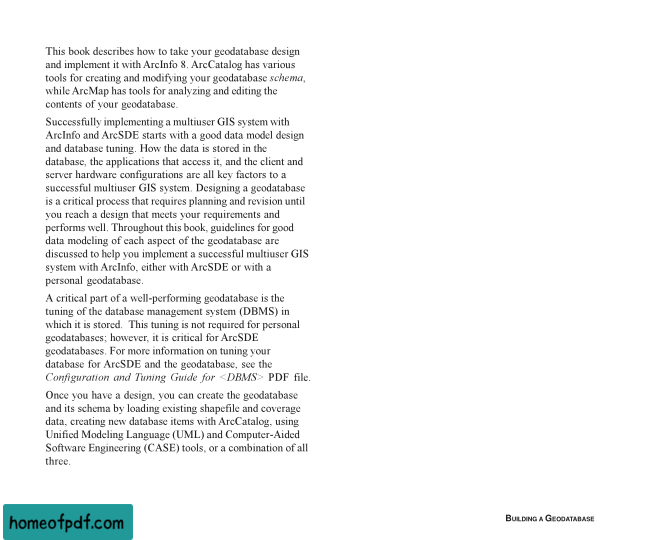 This book describes how to take your geodatabase design
and implement it with ArcInfo 8. ArcCatalog has various
tools for creating and modifying your geodatabase schema,
while ArcMap has tools for analyzing and editing the
contents of your geodatabase.
Successfully implementing a multiuser GIS system with
ArcInfo and ArcSDE starts with a good data model design
and database tuning. How the data is stored in the
database, the applications that access it, and the client and
server hardware configurations are all key factors to a
successful multiuser GIS system. Designing a geodatabase
is a critical process that requires planning and revision until
you reach a design that meets your requirements and
performs well. Throughout this book, guidelines for good
data modeling of each aspect of the geodatabase are
discussed to help you implement a successful multiuser GIS
system with ArcInfo, either with ArcSDE or with a
personal geodatabase.
A critical part of a well-performing geodatabase is the
tuning of the database management system (DBMS) in
which it is stored.  This tuning is not required for personal
geodatabases; however, it is critical for ArcSDE
geodatabases. For more information on tuning your
database for ArcSDE and the geodatabase, see the
Configuration and Tuning Guide for <DBMS> PDF file.
Once you have a design, you can create the geodatabase
and its schema by loading existing shapefile and coverage
data, creating new database items with ArcCatalog, using
Unified Modeling Language (UML) and Computer-Aided
Software Engineering (CASE) tools, or a combination of all
three.
homeofpdf.com
BUILDING A GEODATABASE